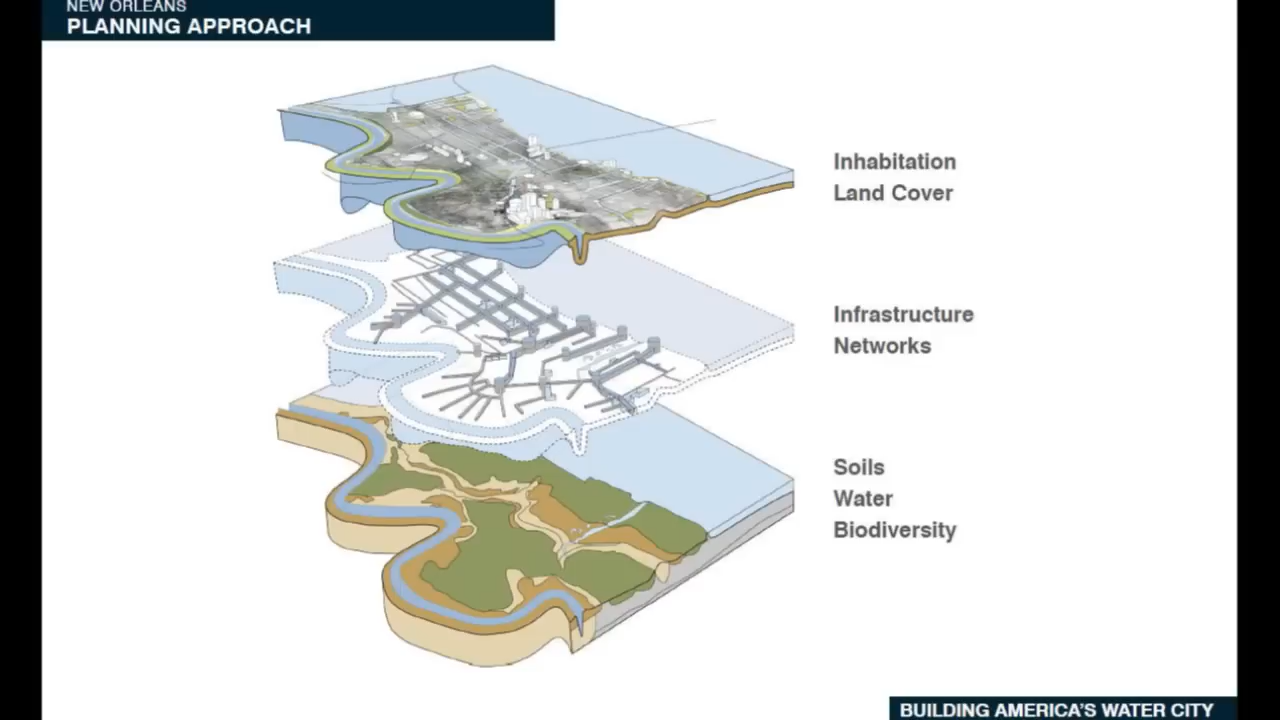 NEW ORLEANS
PLANNING APPROACH
Inhabitation
Land Cover
Infrastructure
Networks
Soils
Water
Biodiversity
BUILDING AMERICA'S WATER CITY